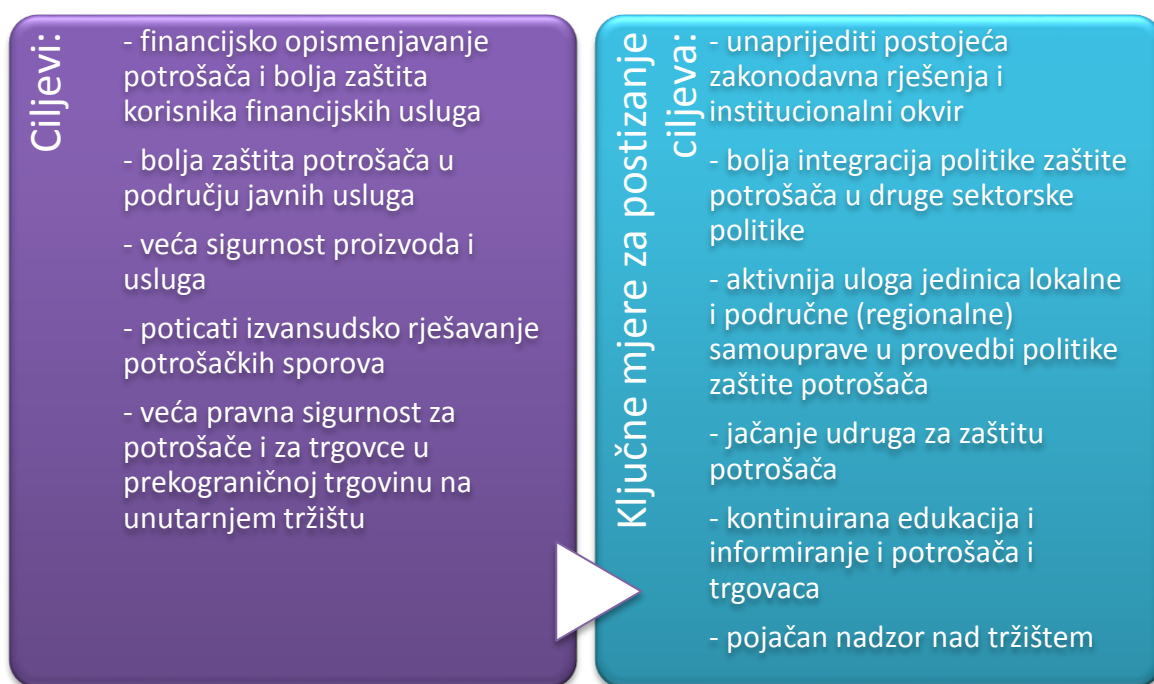 Ciljevi:
- financijsko opismenjavanje
potrošača i bolja zaštita
korisnika financijskih usluga
- bolja zaštita potrošača u
području javnih usluga
- veća sigurnost proizvoda i
usluga
- poticati izvansudsko rješavanje
potrošačkih sporova
- veća pravna sigurnost za
potrošače i za trgovce u
prekograničnoj trgovinu na
unutarnjem tržištu
Ključne mjere za postizanje
ciljeva:
- unaprijediti postojeća
zakonodavna rješenja i
institucionalni okvir
- bolja integracija politike zaštite
potrošača u druge sektorske
politike
- aktivnija uloga jedinica lokalne
i područne (regionalne)
samouprave u provedbi politike
zaštite potrošača
- jačanje udruga za zaštitu
potrošača
- kontinuirana edukacija i
informiranje i potrošača i
trgovaca
- pojačan nadzor nad tržištem